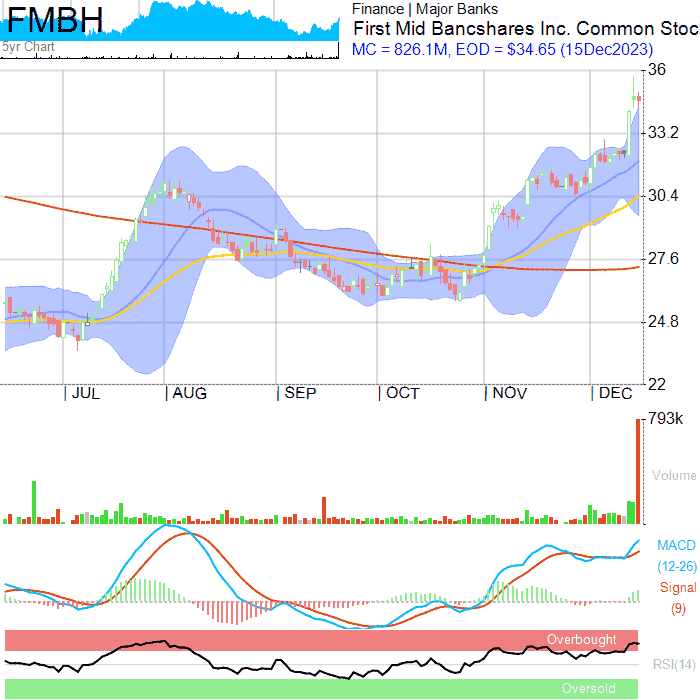 FMBH
5yr Chart
Finance | Major Banks
First Mid Bancshares Inc. Common Stoc
MC = 826.1M, EOD = $34.65 (15Dec2023)
36
33.2
30.4
27.6
24.8
22
JUL
AUG
SEP
OCT
NOV
DEC
793k
Volume
MACD
(12-26)
Signal
(9)
Overbought
RSI(14)
Oversold